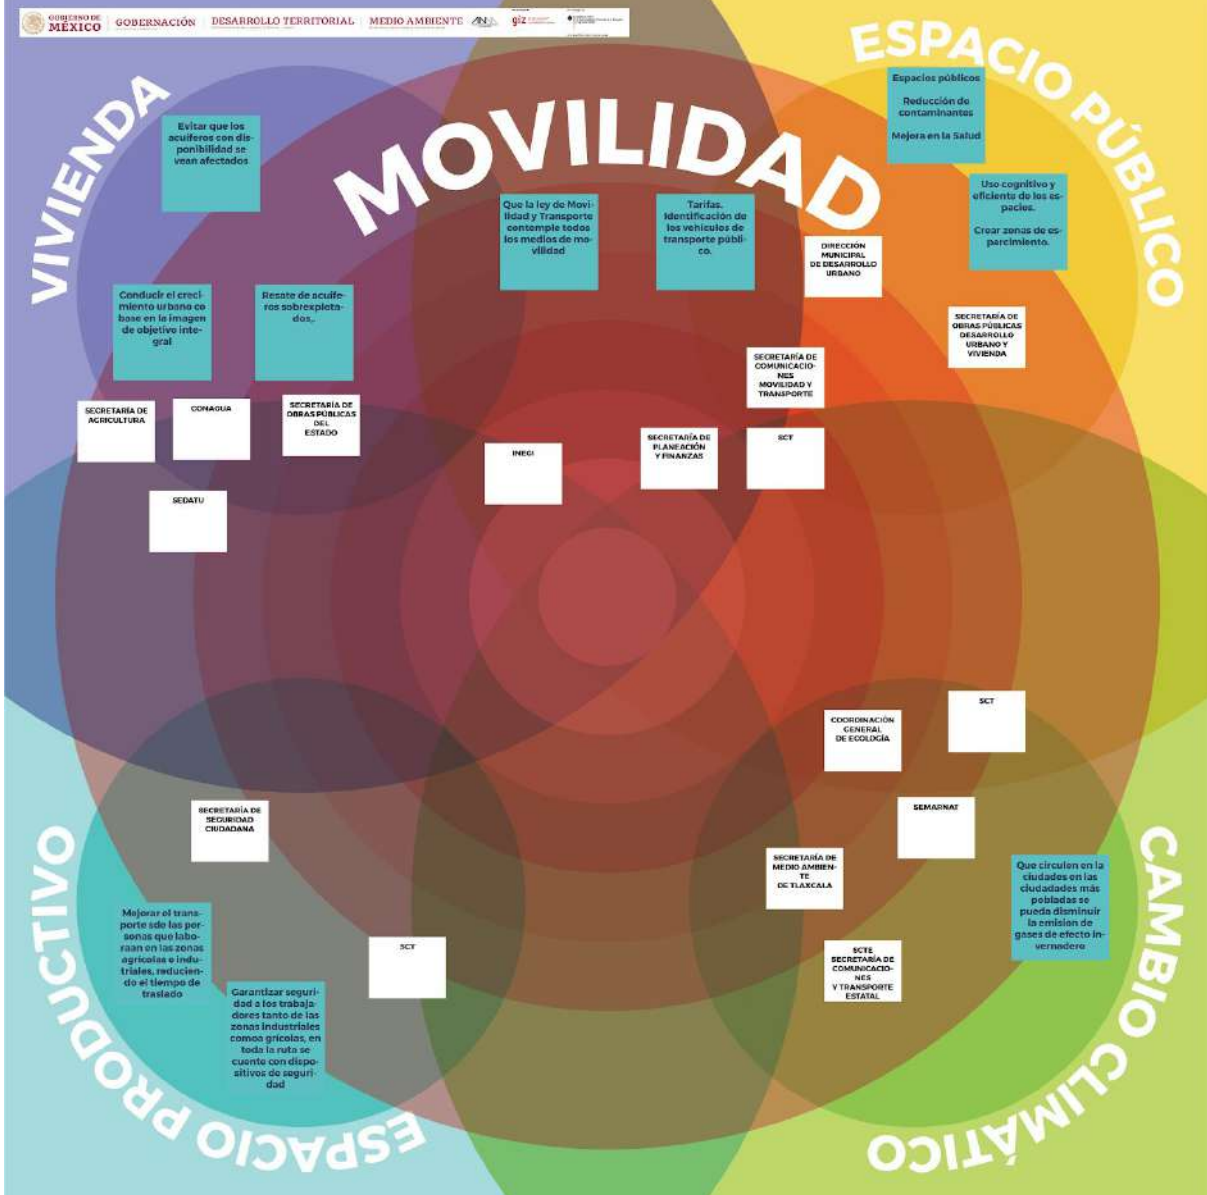 GOBIERNO DE
MÉXICO
GOBERNACIÓN
DESARROLLO TERRITORIAL
MEDIO AMBIENTE
giz
VIVIENDA
MOVILIDAD
ESPACIO PÚBLICO
Evitar que los
acuíferos con dis-
ponibilidad se
vean afectados
Conducir el creci-
miento urbano co
base en la imagen
de objetivo inte-
gral
Resate de acuífe-
ros sobrexplota-
dos,.
SECRETARÍA DE
AGRICULTURA
CONAGUA
SECRETARÍA DE
OBRAS PÚBLICAS
DEL
ESTADO
SEDATU
Que la ley de Movi-
lidad y Transporte
contemple todos
los medios de mo-
vilidad
Tarifas.
Identificación de
los vehículos de
transporte públi-
co.
INEGI
SECRETARÍA DE
PLANEACIÓN
Y FINANZAS
SECRETARÍA DE
COMUNICACIO-
NES
MOVILIDAD Y
TRANSPORTE
SCT
DIRECCIÓN
MUNICIPAL
DE DESARROLLO
URBANO
Espacios públicos
Reducción de
contaminantes
Mejora en la Salud
Uso cognitivo y
eficiente de los es-
pacios.
Crear zonas de es-
parcimiento.
SECRETARÍA DE
OBRAS PÚBLICAS
DESARROLLO
URBANO Y
VIVIENDA
SECRETARÍA DE
SEGURIDAD
CIUDADANA
Mejorar el trans-
porte sde las per-
sonas que labo-
raan en las zonas
agrícolas e indu-
triales, reducien-
do el tiempo de
traslado
Garantizar seguri-
dad a los trabaja-
dores tanto de las
zonas industriales
comoa grícolas, en
toda la ruta se
cuente con dispo-
sitivos de seguri-
dad
SCT
ESPACIO PRODUCTIVO
COORDINACIÓN
GENERAL
DE ECOLOGÍA
SCT
SEMARNAT
SECRETARÍA DE
MEDIO AMBIEN-
TE
DE TLAXCALA
SCTE
SECRETARÍA DE
COMUNICACIO-
NES
Y TRANSPORTE
ESTATAL
Que circulen en la
ciudades en las
ciudadades más
pobladas se
pueda disminuir
la emision de
gases de efecto in-
vernadero
CAMBIO CLIMÁTICO